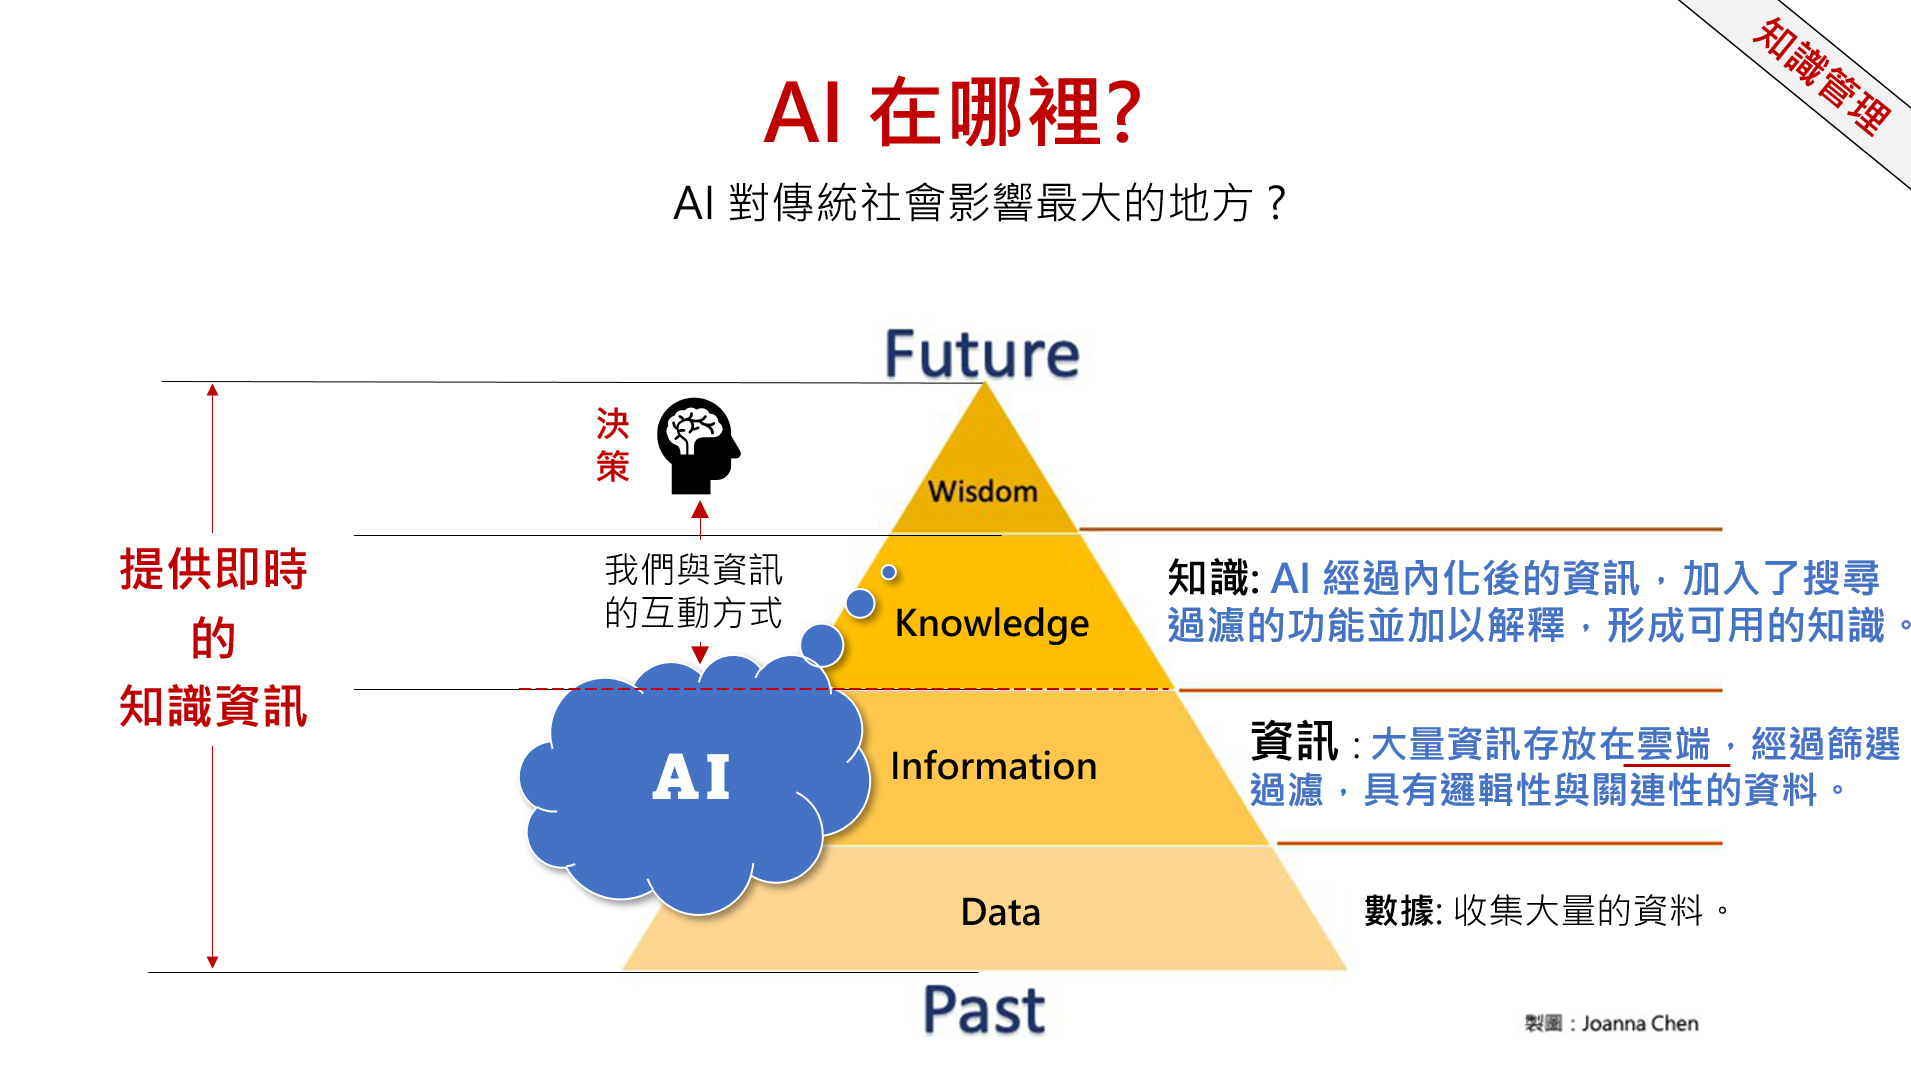 知識管理
AI 在哪裡?
AI 對傳統社會影響最大的地方？
Future
決
策
Wisdom
提供即時
的
知識資訊
我們與資訊
的互動方式
Knowledge
知識: AI 經過內化後的資訊，加入了搜尋
過濾的功能並加以解釋，形成可用的知識。
AI
Information
資訊 : 大量資訊存放在雲端，經過篩選
過濾，具有邏輯性與關連性的資料。
Data
數據: 收集大量的資料。
Past
製圖：Joanna Chen